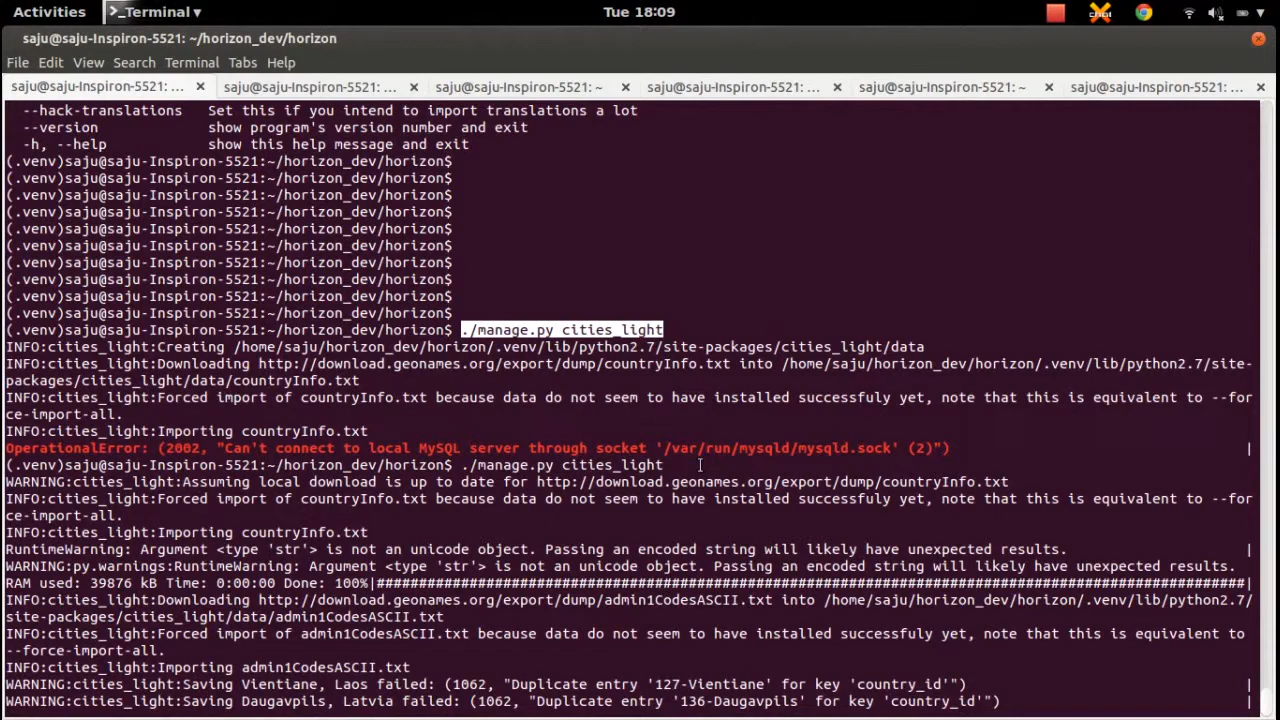 Activities >_Terminal ▾ Tue 18:09 chat
saju@saju-Inspiron-5521: ~/horizon_dev/horizon
File Edit View Search Terminal Tabs Help
saju@saju-Inspiron-5521: ... × saju@saju-Inspiron-5521: ... × saju@saju-Inspiron-5521: ~ × saju@saju-Inspiron-5521: ... × saju@saju-Inspiron-5521: ~ × saju@saju-Inspiron-5521: ... ×
--hack-translations Set this if you intend to import translations a lot
--version show program's version number and exit
-h, --help show this help message and exit
(.venv)saju@saju-Inspiron-5521:~/horizon_dev/horizon$
(.venv)saju@saju-Inspiron-5521:~/horizon_dev/horizon$
(.venv)saju@saju-Inspiron-5521:~/horizon_dev/horizon$
(.venv)saju@saju-Inspiron-5521:~/horizon_dev/horizon$
(.venv)saju@saju-Inspiron-5521:~/horizon_dev/horizon$
(.venv)saju@saju-Inspiron-5521:~/horizon_dev/horizon$
(.venv)saju@saju-Inspiron-5521:~/horizon_dev/horizon$
(.venv)saju@saju-Inspiron-5521:~/horizon_dev/horizon$
(.venv)saju@saju-Inspiron-5521:~/horizon_dev/horizon$
(.venv)saju@saju-Inspiron-5521:~/horizon_dev/horizon$
(.venv)saju@saju-Inspiron-5521:~/horizon_dev/horizon$ ./manage.py cities_light
INFO:cities_light:Creating /home/saju/horizon_dev/horizon/.venv/lib/python2.7/site-packages/cities_light/data
INFO:cities_light:Downloading http://download.geonames.org/export/dump/countryInfo.txt into /home/saju/horizon_dev/horizon/.venv/lib/python2.7/site-
packages/cities_light/data/countryInfo.txt
INFO:cities_light:Forced import of countryInfo.txt because data do not seem to have installed successfuly yet, note that this is equivalent to --for
ce-import-all.
INFO:cities_light:Importing countryInfo.txt
OperationalError: (2002, "Can't connect to local MySQL server through socket '/var/run/mysqld/mysqld.sock' (2)") |
(.venv)saju@saju-Inspiron-5521:~/horizon_dev/horizon$ ./manage.py cities_light
WARNING:cities_light:Assuming local download is up to date for http://download.geonames.org/export/dump/countryInfo.txt
INFO:cities_light:Forced import of countryInfo.txt because data do not seem to have installed successfuly yet, note that this is equivalent to --for
ce-import-all.
INFO:cities_light:Importing countryInfo.txt
RuntimeWarning: Argument <type 'str'> is not an unicode object. Passing an encoded string will likely have unexpected results. |
WARNING:py.warnings:RuntimeWarning: Argument <type 'str'> is not an unicode object. Passing an encoded string will likely have unexpected results.
RAM used: 39876 kB Time: 0:00:00 Done: 100%|#######################################################################################################|
INFO:cities_light:Downloading http://download.geonames.org/export/dump/admin1CodesASCII.txt into /home/saju/horizon_dev/horizon/.venv/lib/python2.7/
site-packages/cities_light/data/admin1CodesASCII.txt
INFO:cities_light:Forced import of admin1CodesASCII.txt because data do not seem to have installed successfuly yet, note that this is equivalent to
--force-import-all.
INFO:cities_light:Importing admin1CodesASCII.txt
WARNING:cities_light:Saving Vientiane, Laos failed: (1062, "Duplicate entry '127-Vientiane' for key 'country_id'") |
WARNING:cities_light:Saving Daugavpils, Latvia failed: (1062, "Duplicate entry '136-Daugavpils' for key 'country_id'") |